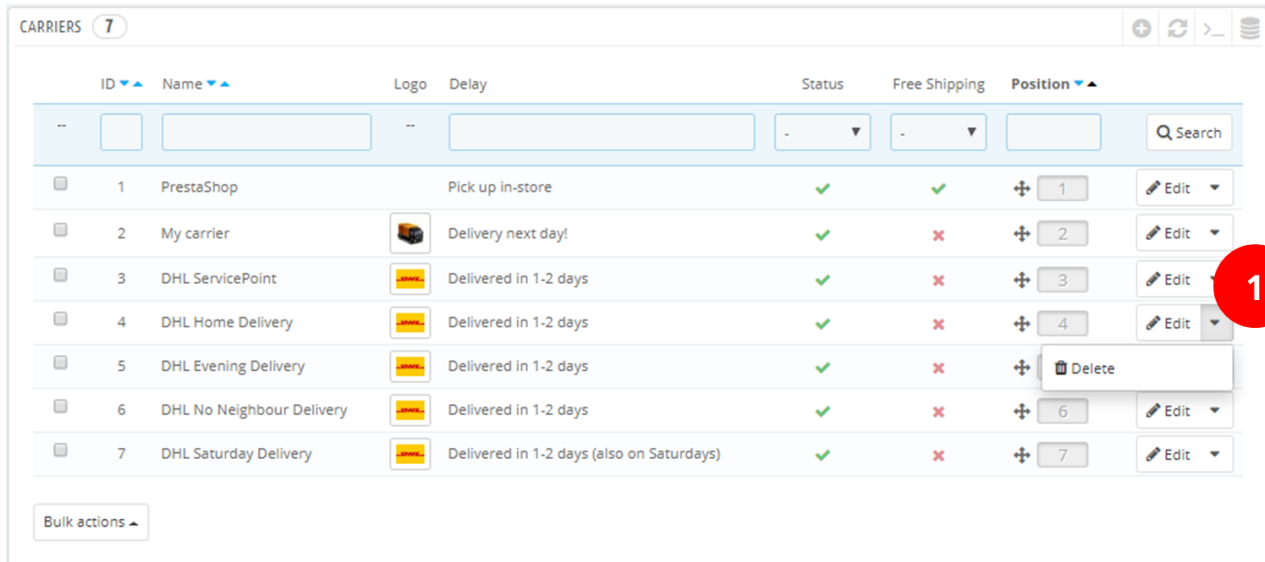 CARRIERS 7
ID Name Logo Delay Status Free Shipping Position
-- -- - - Search
1 PrestaShop Pick up in-store 1 Edit
2 My carrier Delivery next day! 2 Edit
3 DHL ServicePoint Delivered in 1-2 days 3 Edit
1
4 DHL Home Delivery Delivered in 1-2 days 4 Edit
5 DHL Evening Delivery Delivered in 1-2 days Delete
6 DHL No Neighbour Delivery Delivered in 1-2 days 6 Edit
7 DHL Saturday Delivery Delivered in 1-2 days (also on Saturdays) 7 Edit
Bulk actions